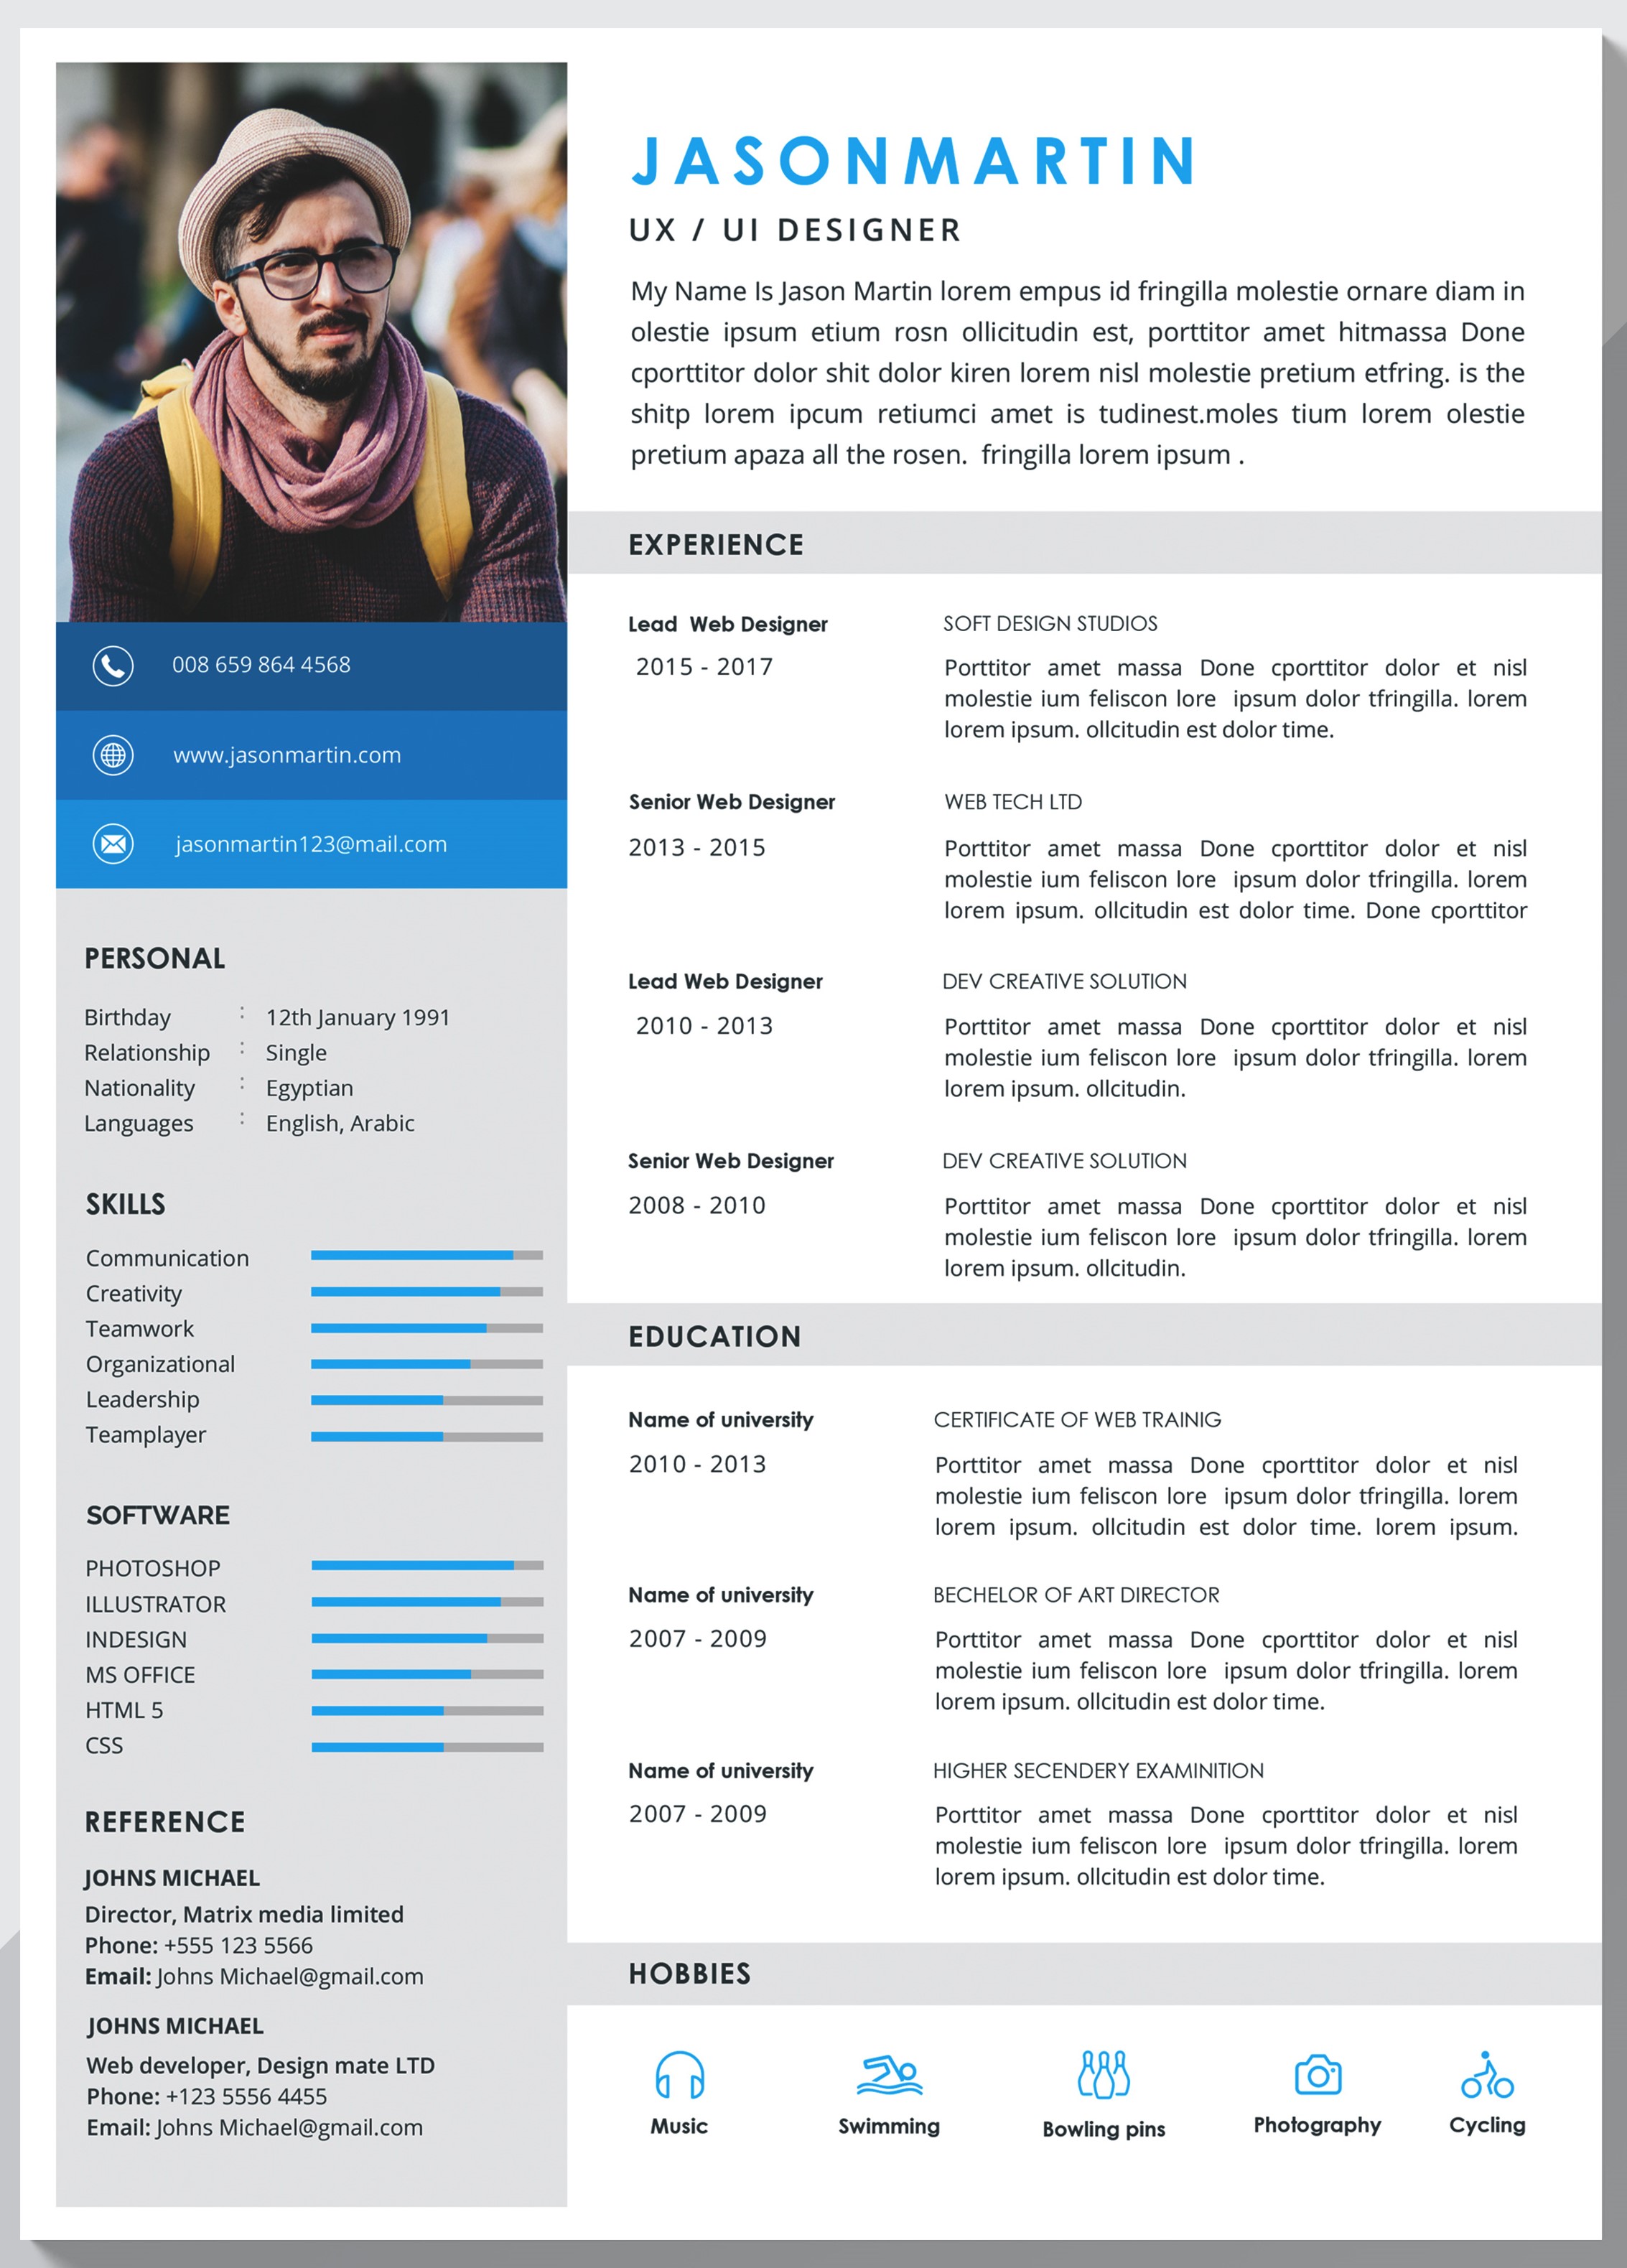 JASONMARTIN
UX / UI DESIGNER
My Name Is Jason Martin lorem empus id fringilla molestie ornare diam in
olestie ipsum etium rosn ollicitudin est, porttitor amet hitmassa Done
cporttitor dolor shit dolor kiren lorem nisl molestie pretium etfring. is the
shitp lorem ipcum retiumci amet is tudinest.moles tium lorem olestie
pretium apaza all the rosen. fringilla lorem ipsum .
008 659 864 4568
www.jasonmartin.com
jasonmartin123@mail.com
PERSONAL
Birthday : 12th January 1991
Relationship : Single
Nationality : Egyptian
Languages : English, Arabic
SKILLS
Communication
Creativity
Teamwork
Organizational
Leadership
Teamplayer
SOFTWARE
PHOTOSHOP
ILLUSTRATOR
INDESIGN
MS OFFICE
HTML 5
CSS
REFERENCE
JOHNS MICHAEL
Director, Matrix media limited
Phone: +555 123 5566
Email: Johns Michael@gmail.com
JOHNS MICHAEL
Web developer, Design mate LTD
Phone: +123 5556 4455
Email: Johns Michael@gmail.com
EXPERIENCE
Lead Web Designer
2015 - 2017
SOFT DESIGN STUDIOS
Porttitor amet massa Done cporttitor dolor et nisl
molestie ium feliscon lore ipsum dolor tfringilla. lorem
lorem ipsum. ollcitudin est dolor time.
Senior Web Designer
2013 - 2015
WEB TECH LTD
Porttitor amet massa Done cporttitor dolor et nisl
molestie ium feliscon lore ipsum dolor tfringilla. lorem
lorem ipsum. ollcitudin est dolor time. Done cporttitor
Lead Web Designer
2010 - 2013
DEV CREATIVE SOLUTION
Porttitor amet massa Done cporttitor dolor et nisl
molestie ium feliscon lore ipsum dolor tfringilla. lorem
lorem ipsum. ollcitudin.
Senior Web Designer
2008 - 2010
DEV CREATIVE SOLUTION
Porttitor amet massa Done cporttitor dolor et nisl
molestie ium feliscon lore ipsum dolor tfringilla. lorem
lorem ipsum. ollcitudin.
EDUCATION
Name of university
2010 - 2013
CERTIFICATE OF WEB TRAINIG
Porttitor amet massa Done cporttitor dolor et nisl
molestie ium feliscon lore ipsum dolor tfringilla. lorem
lorem ipsum. ollcitudin est dolor time. lorem ipsum.
Name of university
2007 - 2009
BECHELOR OF ART DIRECTOR
Porttitor amet massa Done cporttitor dolor et nisl
molestie ium feliscon lore ipsum dolor tfringilla. lorem
lorem ipsum. ollcitudin est dolor time.
Name of university
2007 - 2009
HIGHER SECENDERY EXAMINITION
Porttitor amet massa Done cporttitor dolor et nisl
molestie ium feliscon lore ipsum dolor tfringilla. lorem
lorem ipsum. ollcitudin est dolor time.
HOBBIES
Music
Swimming
Bowling pins
Photography
Cycling